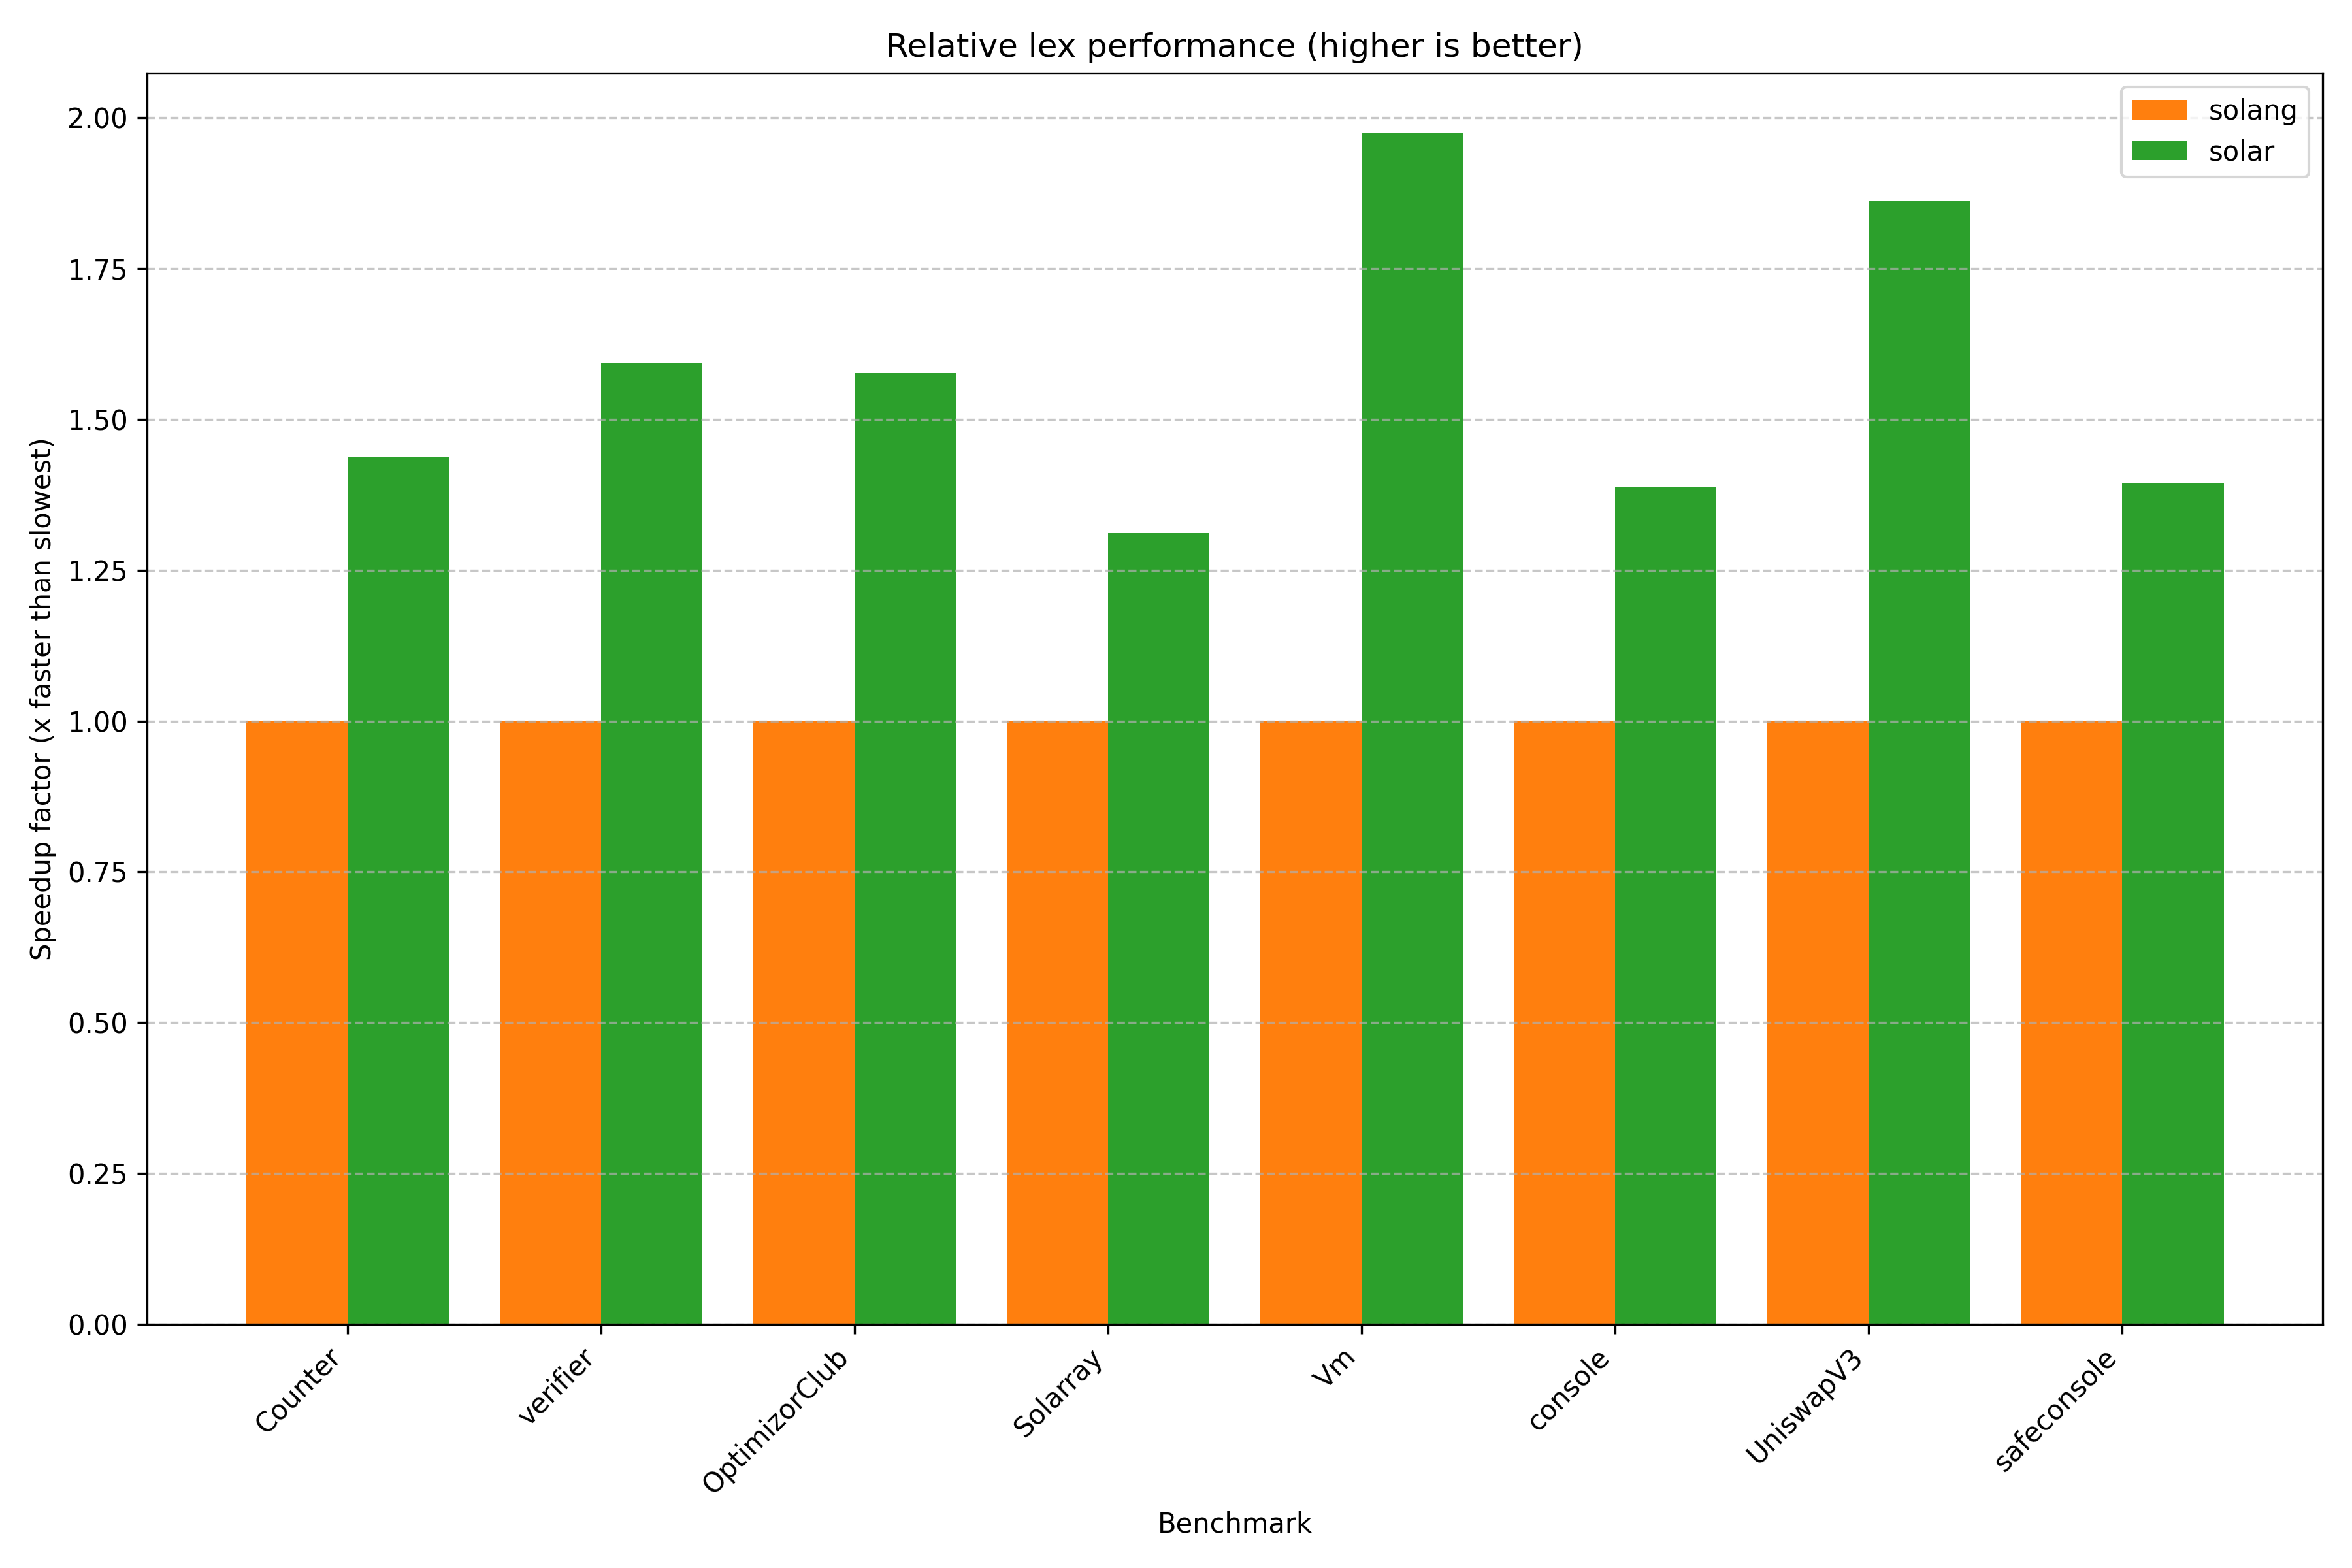 Relative lex performance (higher is better)
solang
solar
Speedup factor (x faster than slowest)
2.00
1.75
1.50
1.25
1.00
0.75
0.50
0.25
0.00
Counter
verifier
OptimizorClub
Solarray
Vm
console
UniswapV3
safeconsole
Benchmark